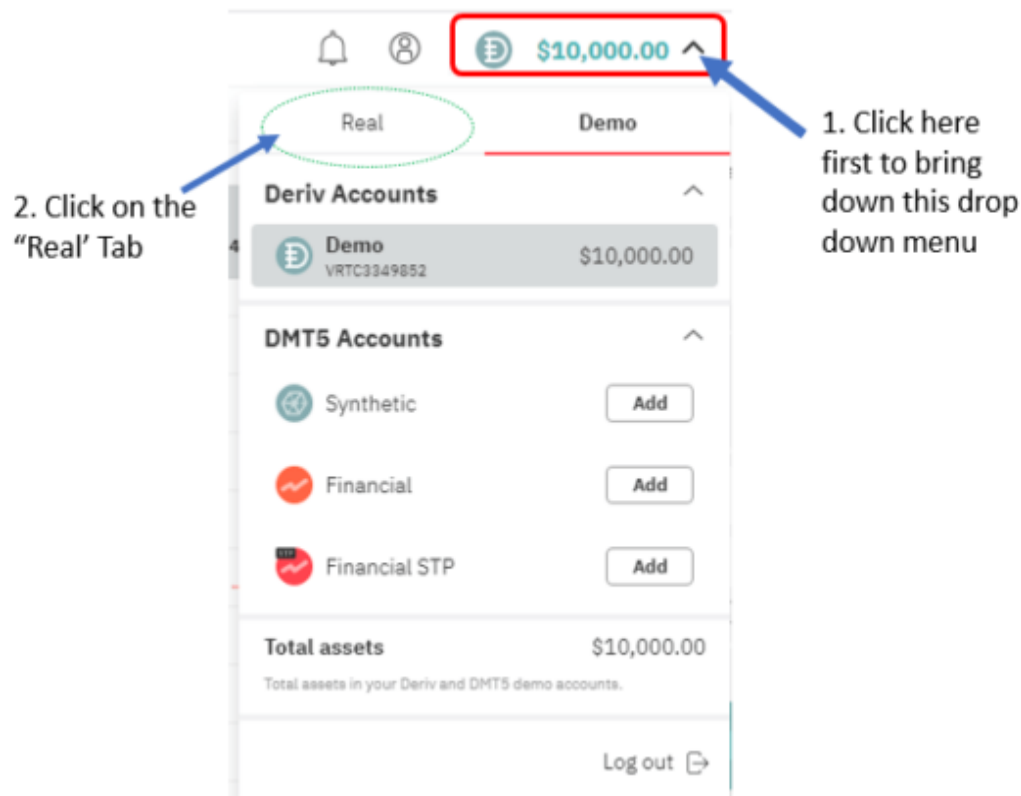 $10,000.00
Real
Demo
1. Click here
first to bring
down this drop
down menu
2. Click on the
“Real’ Tab
Deriv Accounts
Demo
VRTC3349852
$10,000.00
DMT5 Accounts
Synthetic
Add
Financial
Add
STP
Financial STP
Add
Total assets
$10,000.00
Total assets in your Deriv and DMT5 demo accounts.
Log out